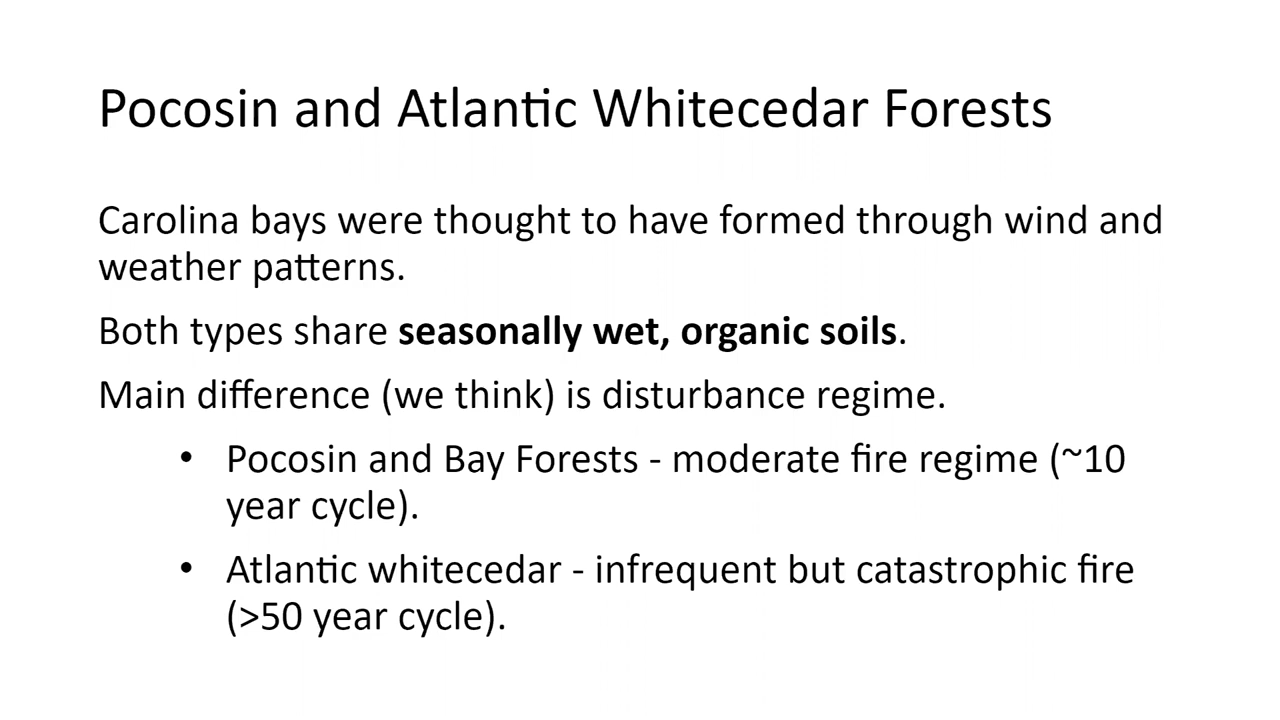 Pocosin and Atlantic Whitecedar Forests
Carolina bays were thought to have formed through wind and
weather patterns.
Both types share seasonally wet, organic soils.
Main difference (we think) is disturbance regime.
• Pocosin and Bay Forests - moderate fire regime (~10
year cycle).
• Atlantic whitecedar - infrequent but catastrophic fire
(>50 year cycle).